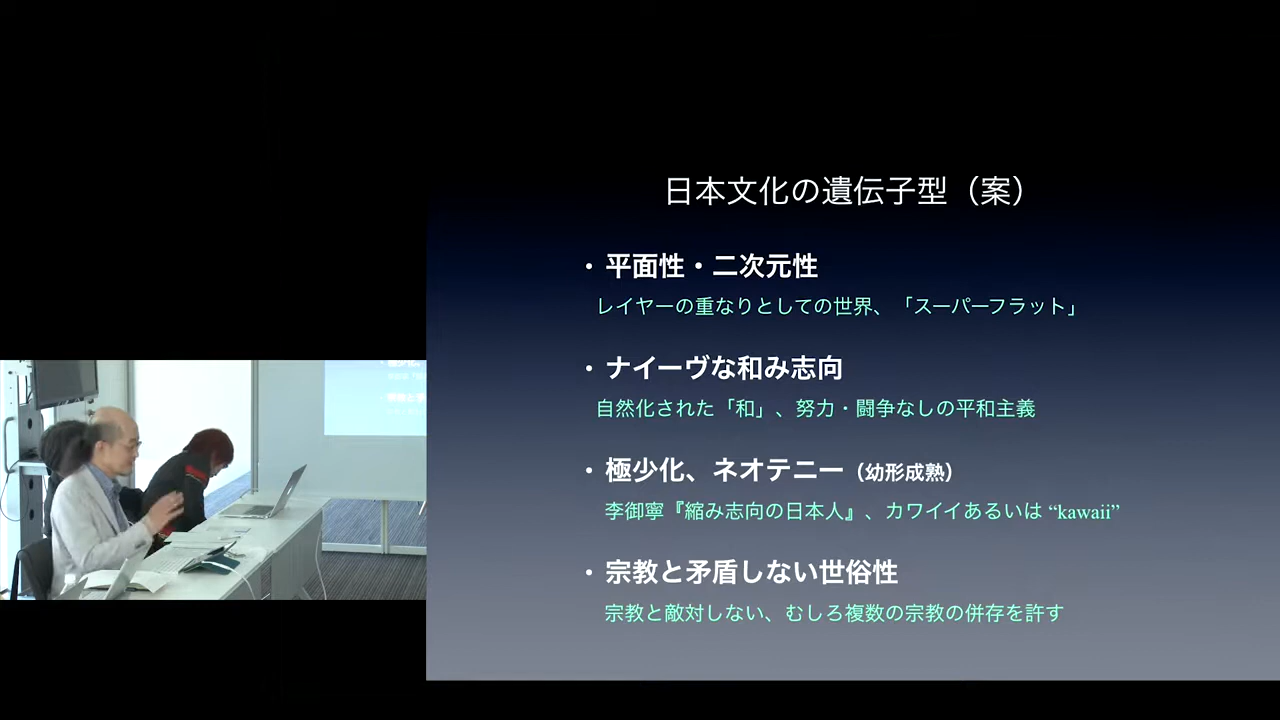 日本文化の遺伝子型（案）
・平面性・二次元性
レイヤーの重なりとしての世界、「スーパーフラット」
・ナイーヴな和み志向
自然化された「和」、努力・闘争なしの平和主義
・極少化、ネオテニー（幼形成熟）
李御寧『縮み志向の日本人』、カワイイあるいは “kawaii”
・宗教と矛盾しない世俗性
宗教と敵対しない、むしろ複数の宗教の併存を許す